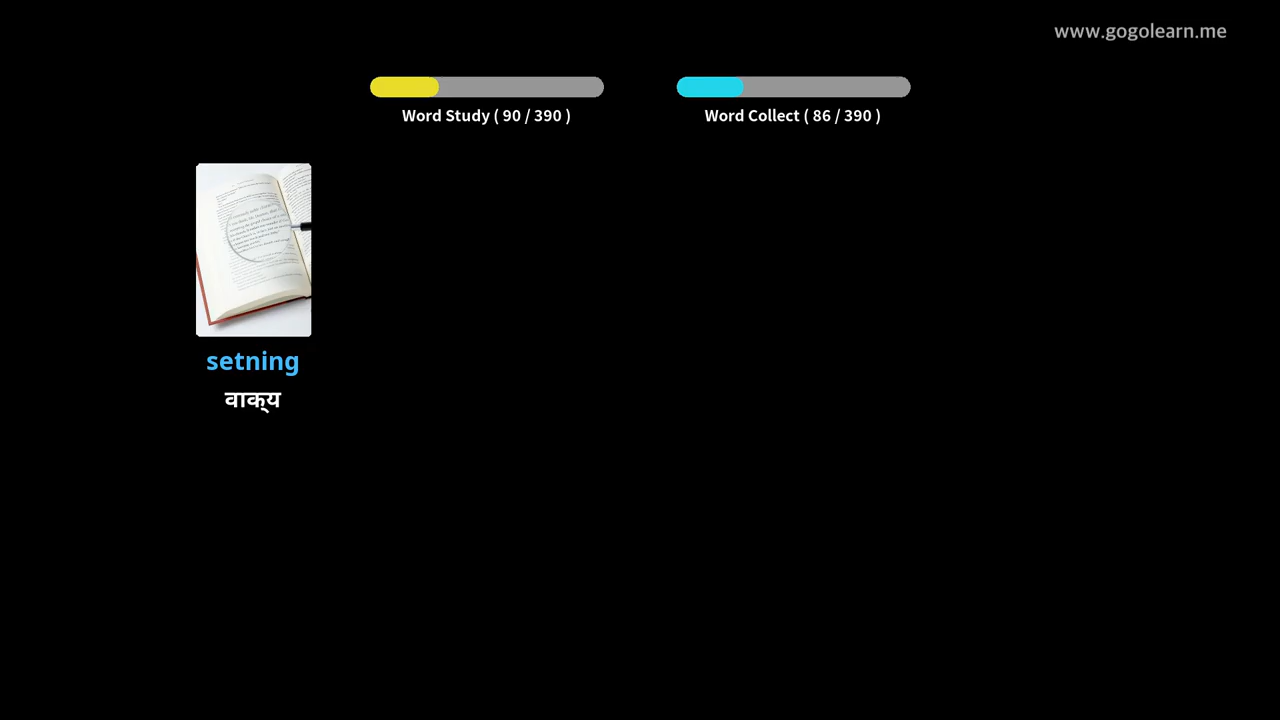 www.gogolearn.me
Word Study ( 90 / 390 )
Word Collect ( 86 / 390 )
setning
वाक्य